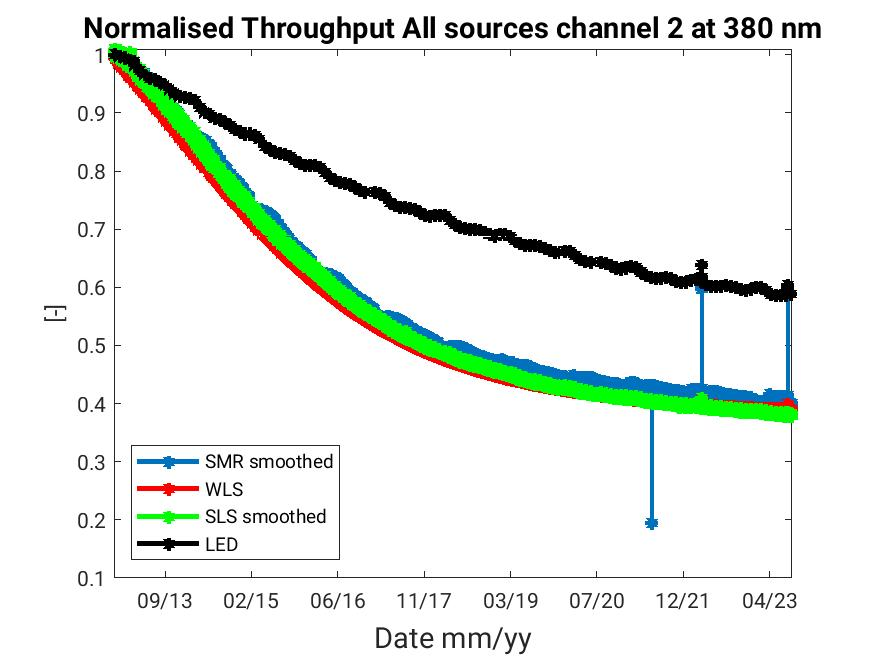 Normalised Throughput All sources channel 2 at 380 nm
1
0.9
0.8
0.7
0.6
0.5
0.4
0.3
0.2
0.1
[-]
SMR smoothed
WLS
SLS smoothed
LED
09/13 02/15 06/16 11/17 03/19 07/20 12/21 04/23
Date mm/yy